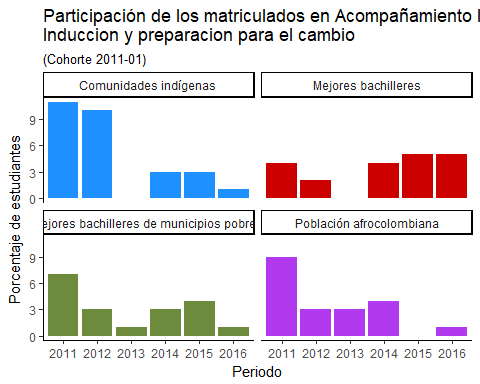 Participación de los matriculados en Acompañamiento
Induccion y preparacion para el cambio
(Cohorte 2011-01)
Comunidades indígenas
Mejores bachilleres
9
6
3
0
ejores bachilleres de municipios pobre
Población afrocolombiana
9
6
3
0
Porcentaje de estudiantes
2011 2012 2013 2014 2015 2016
2011 2012 2013 2014 2015 2016
Periodo